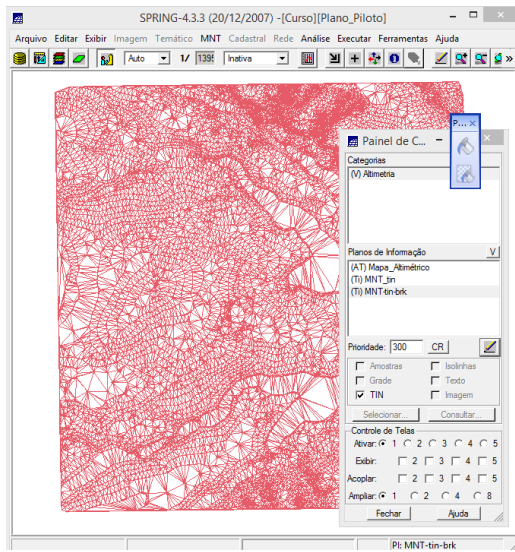 SPRING-4.3.3 (20/12/2007) -[Curso][Plano_Piloto]
Arquivo Editar Exibir Imagem Temático MNT Cadastral Rede Análise Executar Ferramentas Ajuda
Auto 1/ 1395 Inativa
P... ×
Painel de C...
Categorias
(V) Altimetria
Planos de Informação V
(AT) Mapa_Altimétrico
(Ti) MNT_tin
(Ti) MNT-tin-brk
Prioridade: 300 CR
Amostras Isolinhas
Grade Texto
TIN Imagem
Selecionar... Consultar...
Controle de Telas
Ativar: 1 2 3 4 5
Exibir: 2 3 4 5
Acoplar: 2 3 4 5
Ampliar: 1 2 4 8
Fechar Ajuda
PI: MNT-tin-brk